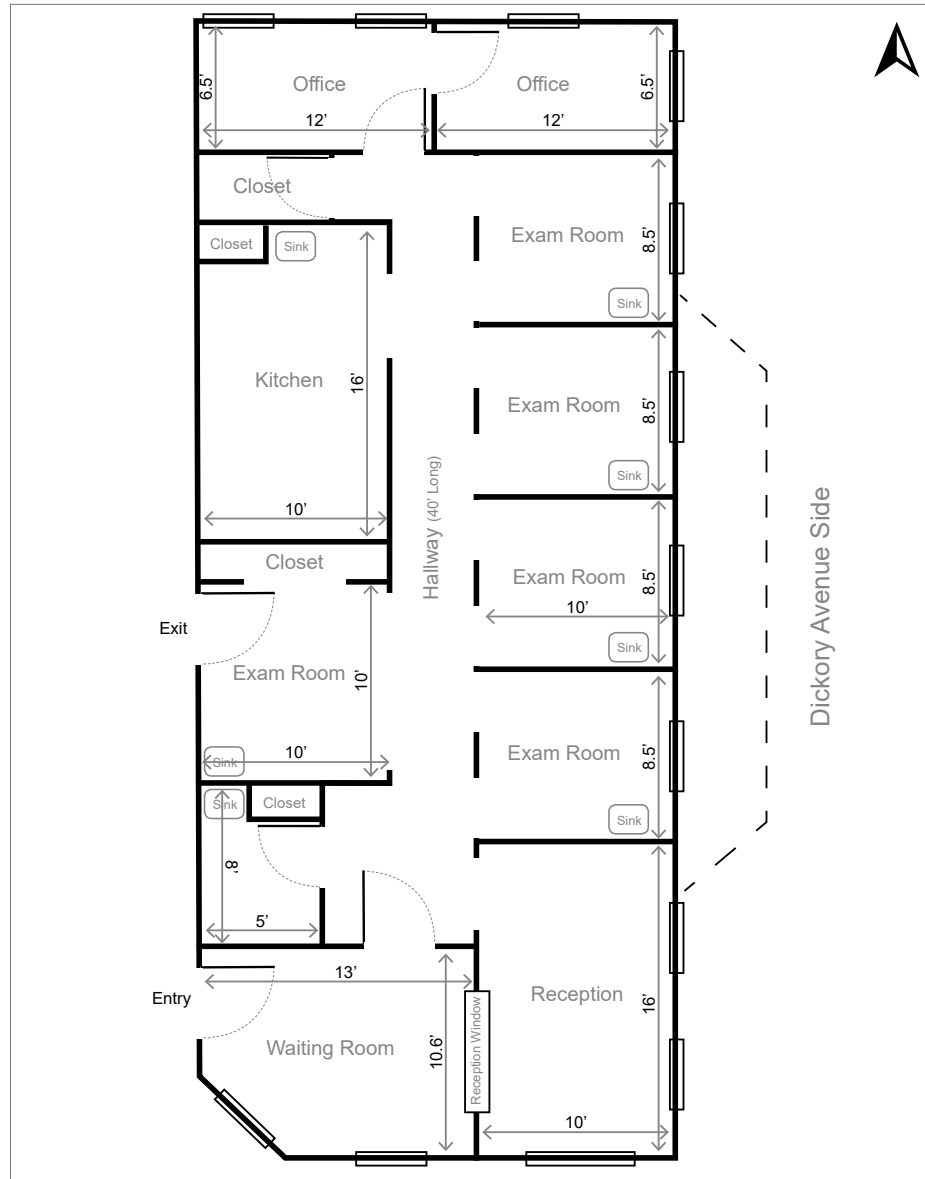 Office
Office
6.5’
6.5’
12’
12’
Closet
Closet
Sink
Exam Room
8.5’
Sink
Kitchen
16’
Exam Room
8.5’
Sink
10’
Hallway (40’ Long)
Exam Room
8.5’
10’
Sink
Closet
Exit
Exam Room
10’
10’
Sink
Exam Room
8.5’
Sink
Sink
Closet
8’
5’
Dickory Avenue Side
Entry
13’
Waiting Room
10.6’
Reception Window
Reception
16’
10’